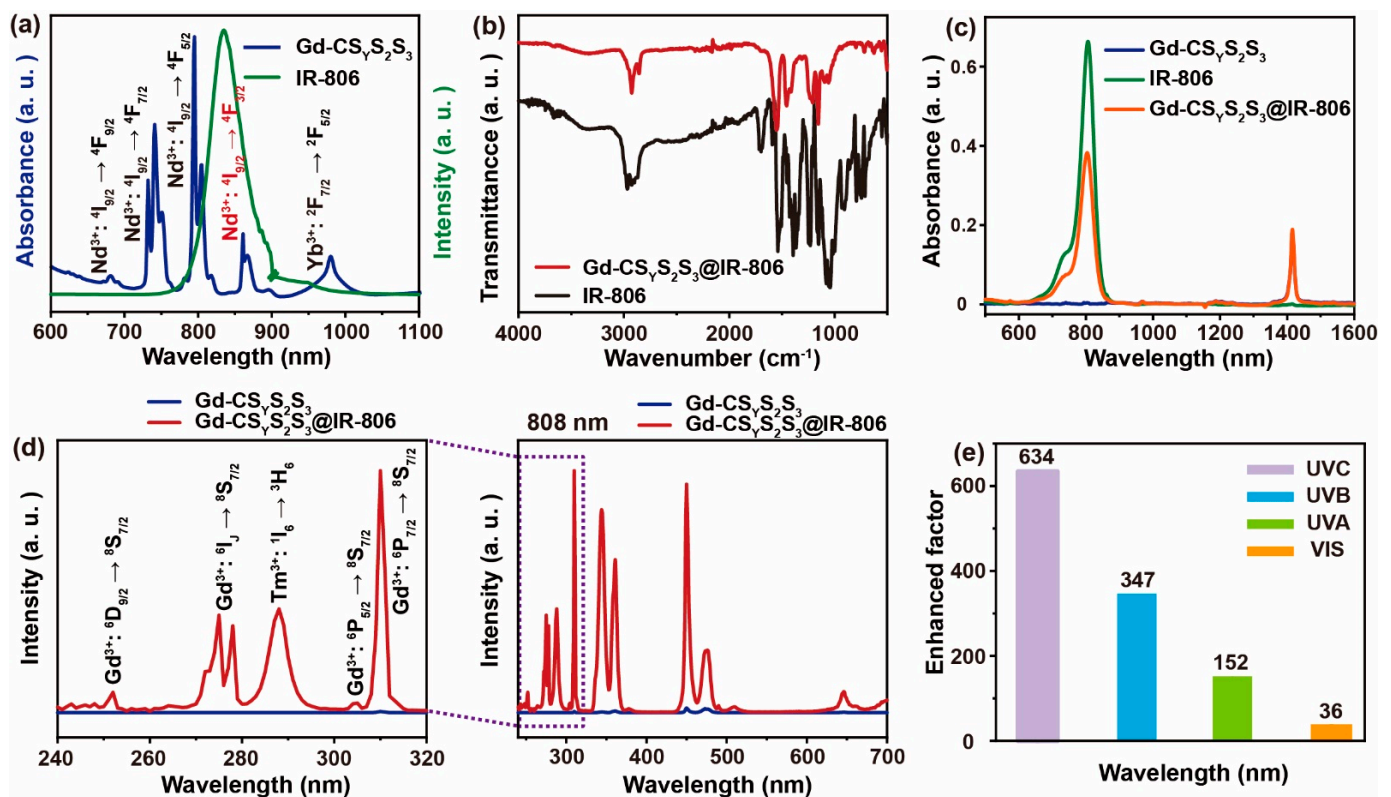 (a)
Gd-CSYS2S3
IR-806
Nd3+: 4I9/2 → 4F9/2
Nd3+: 4I9/2 → 4F7/2
Nd3+: 4I9/2 → 4F5/2
Nd3+: 4I9/2 → 4F3/2
Yb3+: 2F7/2 → 2F5/2
Absorbance (a. u.)
Intensity (a. u.)
600 700 800 900 1000 1100
Wavelength (nm)
(b)
Transmittancce (a. u.)
Gd-CSYS2S3@IR-806
IR-806
4000 3000 2000 1000
Wavenumber (cm-1)
(c)
Gd-CSYS2S3
IR-806
Gd-CSYS2S3@IR-806
Absorbance (a. u.)
0.6
0.4
0.2
0
600 800 1000 1200 1400 1600
Wavelength (nm)
Gd-CSYS2S3
Gd-CSYS2S3@IR-806
(d)
Gd3+: 6D9/2 → 8S7/2
Gd3+: 6IJ → 8S7/2
Tm3+: 1I6 → 3H6
Gd3+: 6P5/2 → 8S7/2
Gd3+: 6P7/2 → 8S7/2
Intensity (a. u.)
240 260 280 300 320
Wavelength (nm)
808 nm
Gd-CSYS2S3
Gd-CSYS2S3@IR-806
Intensity (a. u.)
300 400 500 600 700
Wavelength (nm)
(e)
634
347
152
36
UVC
UVB
UVA
VIS
Enhanced factor
600
400
200
0
Wavelength (nm)